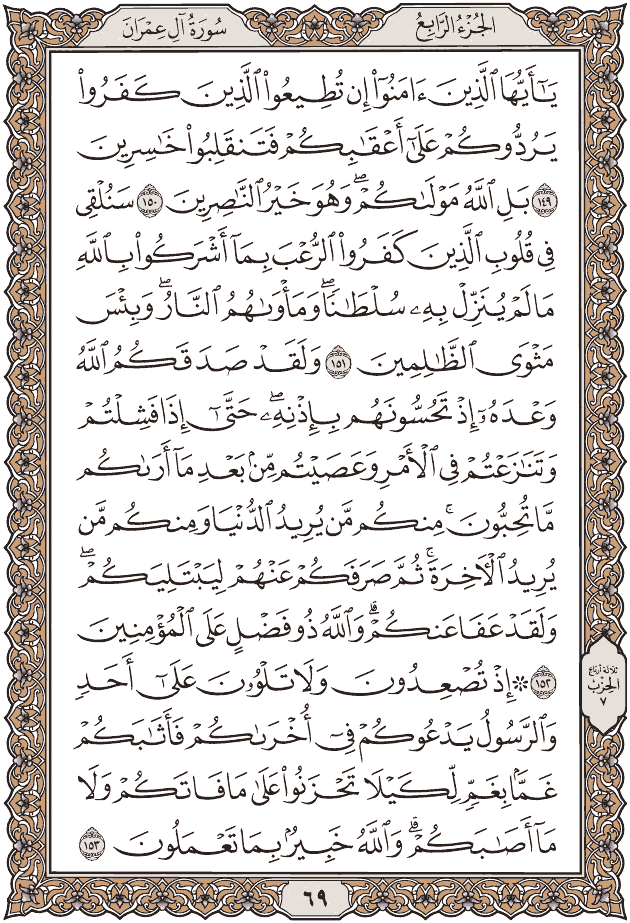 الجُزْءُ الرَّابِعُ
سُورَةُ آلِ عِمْرَانَ
يَٰٓأَيُّهَا ٱلَّذِينَ ءَامَنُوٓاْ إِن تُطِيعُواْ ٱلَّذِينَ كَفَرُواْ
يَرُدُّوكُمْ عَلَىٰٓ أَعْقَٰبِكُمْ فَتَنقَلِبُواْ خَٰسِرِينَ
١٤٩ بَلِ ٱللَّهُ مَوْلَىٰكُمْۖ وَهُوَ خَيْرُ ٱلنَّٰصِرِينَ ١٥٠ سَنُلْقِى
فِى قُلُوبِ ٱلَّذِينَ كَفَرُواْ ٱلرُّعْبَ بِمَآ أَشْرَكُواْ بِٱللَّهِ
مَا لَمْ يُنَزِّلْ بِهِۦ سُلْطَٰنًاۖ وَمَأْوَىٰهُمُ ٱلنَّارُۖ وَبِئْسَ
مَثْوَى ٱلظَّٰلِمِينَ ١٥١ وَلَقَدْ صَدَقَكُمُ ٱللَّهُ
وَعْدَهُۥٓ إِذْ تَحُسُّونَهُم بِإِذْنِهِۦۖ حَتَّىٰٓ إِذَا فَشِلْتُمْ
وَتَنَٰزَعْتُمْ فِى ٱلْأَمْرِ وَعَصَيْتُم مِّنۢ بَعْدِ مَآ أَرَىٰكُم
مَّا تُحِبُّونَۚ مِنكُم مَّن يُرِيدُ ٱلدُّنْيَا وَمِنكُم مَّن
يُرِيدُ ٱلْأٓخِرَةَۚ ثُمَّ صَرَفَكُمْ عَنْهُمْ لِيَبْتَلِيَكُمْۖ
وَلَقَدْ عَفَا عَنكُمْۗ وَٱللَّهُ ذُو فَضْلٍ عَلَى ٱلْمُؤْمِنِينَ
١٥٢ ۞ إِذْ تُصْعِدُونَ وَلَا تَلْوُۥنَ عَلَىٰٓ أَحَدٍ
وَٱلرَّسُولُ يَدْعُوكُمْ فِىٓ أُخْرَىٰكُمْ فَأَثَٰبَكُمْ
غَمَّۢا بِغَمٍّ لِّكَيْلَا تَحْزَنُواْ عَلَىٰ مَا فَاتَكُمْ وَلَا
مَآ أَصَٰبَكُمْۗ وَٱللَّهُ خَبِيرُۢ بِمَا تَعْمَلُونَ ١٥٣
ثلاثة أرباع
الحِزْب
٧
٦٩